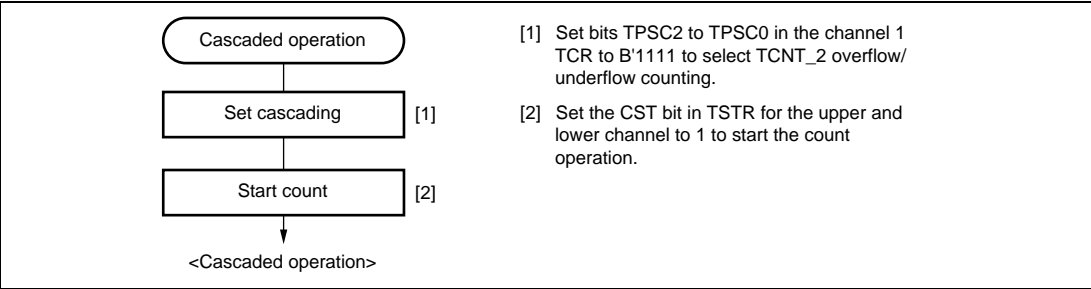 Cascaded operation
Set cascading [1]
Start count [2]
<Cascaded operation>
[1] Set bits TPSC2 to TPSC0 in the channel 1
TCR to B'1111 to select TCNT_2 overflow/
underflow counting.
[2] Set the CST bit in TSTR for the upper and
lower channel to 1 to start the count
operation.